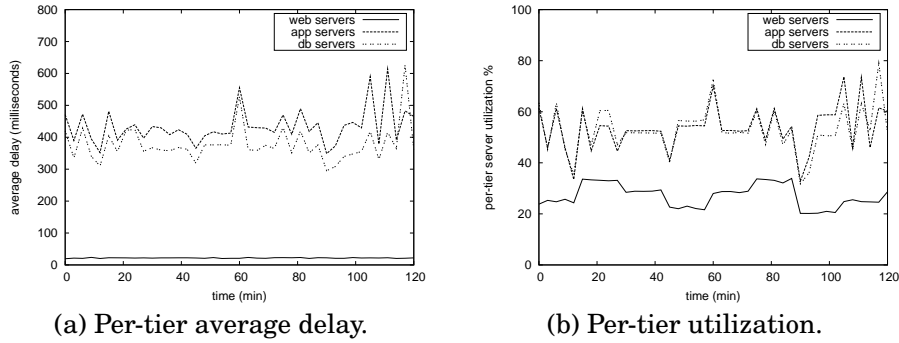 800
700
600
500
400
300
200
100
0
0 20 40 60 80 100 120
average delay (milliseconds)
time (min)
web servers
app servers
db servers
(a) Per-tier average delay.
100
80
60
40
20
0
0 20 40 60 80 100 120
per-tier server utilization %
time (min)
web servers
app servers
db servers
(b) Per-tier utilization.